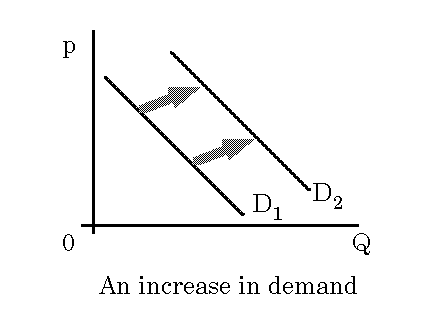 p
D2
D1
0
Q
An increase in demand